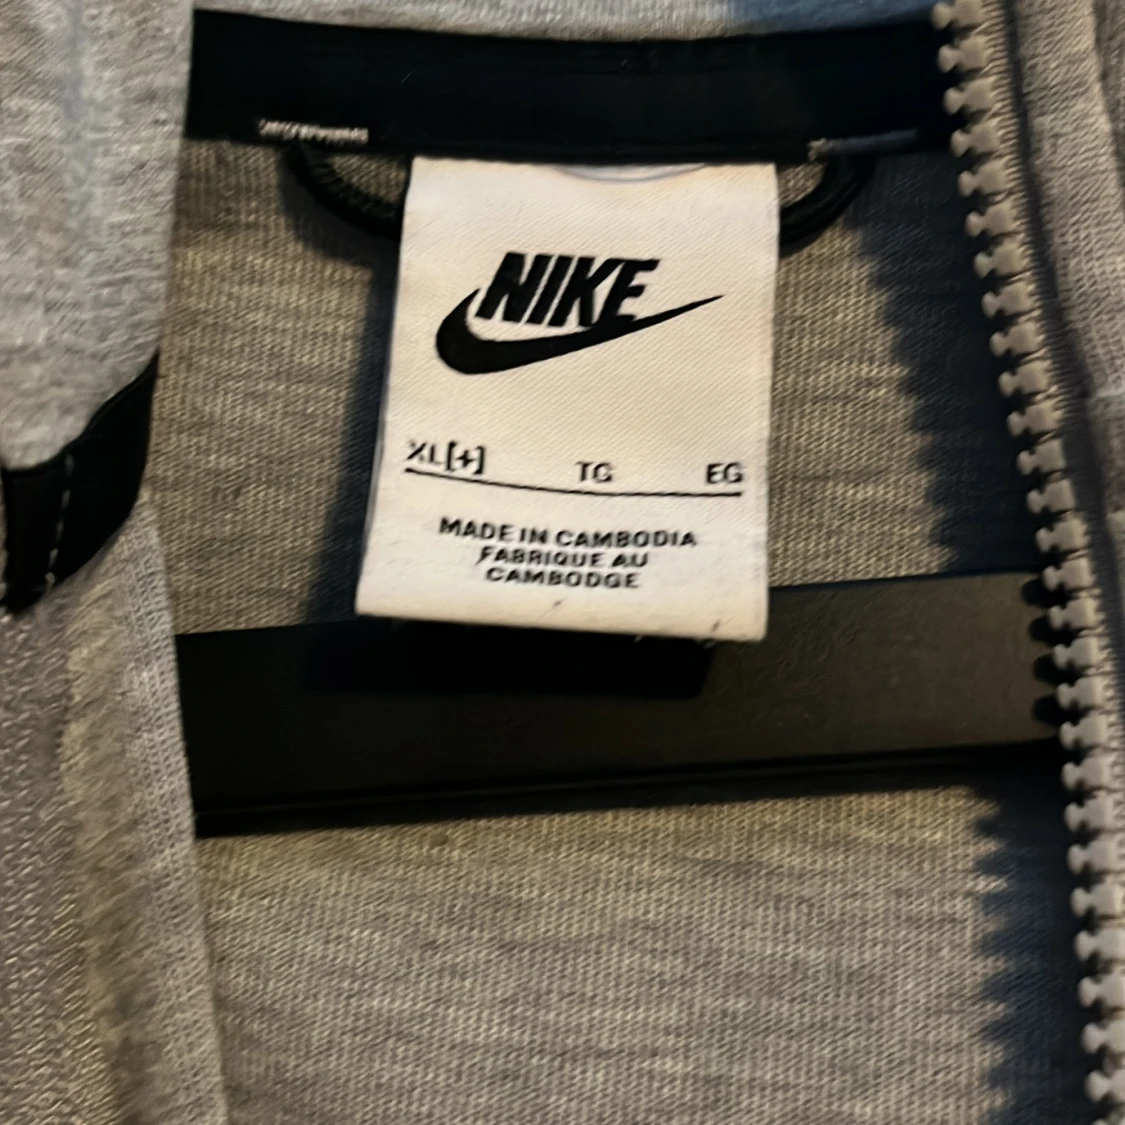 NIKE
XL[+] TG EG
MADE IN CAMBODIA
FABRIQUE AU
CAMBODGE